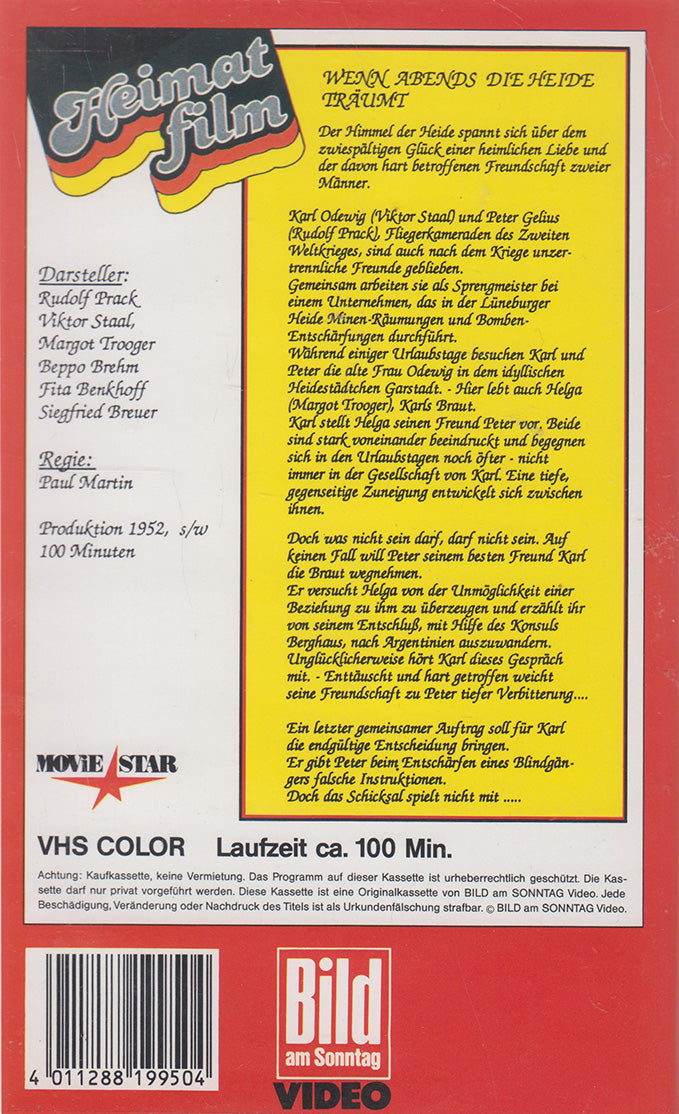 Heimat
film
WENN ABENDS DIE HEIDE
TRÄUMT
Der Himmel der Heide spannt sich über dem
zwiespältigen Glück einer heimlichen Liebe und
der davon hart betroffenen Freundschaft zweier
Männer.
Karl Odewig (Viktor Staal) und Peter Gelius
(Rudolf Prack), Fliegerkameraden des Zweiten
Weltkrieges, sind auch nach dem Kriege unzer-
trennliche Freunde geblieben.
Gemeinsam arbeiten sie als Sprengmeister bei
einem Unternehmen, das in der Lüneburger
Heide Minen-Räumungen und Bomben-
Entschärfungen durchführt.
Während einiger Urlaubstage besuchen Karl und
Peter die alte Frau Odewig in dem idyllischen
Heidestädtchen Garstadt. - Hier lebt auch Helga
(Margot Trooger), Karls Braut.
Karl stellt Helga seinen Freund Peter vor. Beide
sind stark voneinander beeindruckt und begegnen
sich in den Urlaubstagen noch öfter - nicht
immer in der Gesellschaft von Karl. Eine tiefe,
gegenseitige Zuneigung entwickelt sich zwischen
ihnen.
Doch was nicht sein darf, darf nicht sein. Auf
keinen Fall will Peter seinem besten Freund Karl
die Braut wegnehmen.
Er versucht Helga von der Unmöglichkeit einer
Beziehung zu ihm zu überzeugen und erzählt ihr
von seinem Entschluß, mit Hilfe des Konsuls
Berghaus, nach Argentinien auszuwandern.
Unglücklicherweise hört Karl dieses Gespräch
mit. - Enttäuscht und hart getroffen weicht
seine Freundschaft zu Peter tiefer Verbitterung....
Ein letzter gemeinsamer Auftrag soll für Karl
die endgültige Entscheidung bringen.
Er gibt Peter beim Entschärfen eines Blindgän-
gers falsche Instruktionen.
Doch das Schicksal spielt nicht mit .....
Darsteller:
Rudolf Prack
Viktor Staal,
Margot Trooger
Beppo Brehm
Fita Benkhoff
Siegfried Breuer
Regie:
Paul Martin
Produktion 1952, s/w
100 Minuten
MOViE STAR
VHS COLOR Laufzeit ca. 100 Min.
Achtung: Kaufkassette, keine Vermietung. Das Programm auf dieser Kassette ist urheberrechtlich geschützt. Die Kas-
sette darf nur privat vorgeführt werden. Diese Kassette ist eine Originalkassette von BILD am SONNTAG Video. Jede
Beschädigung, Veränderung oder Nachdruck des Titels ist als Urkundenfälschung strafbar. © BILD am SONNTAG Video.
4 011288 199504
Bild
am Sonntag
VIDEO